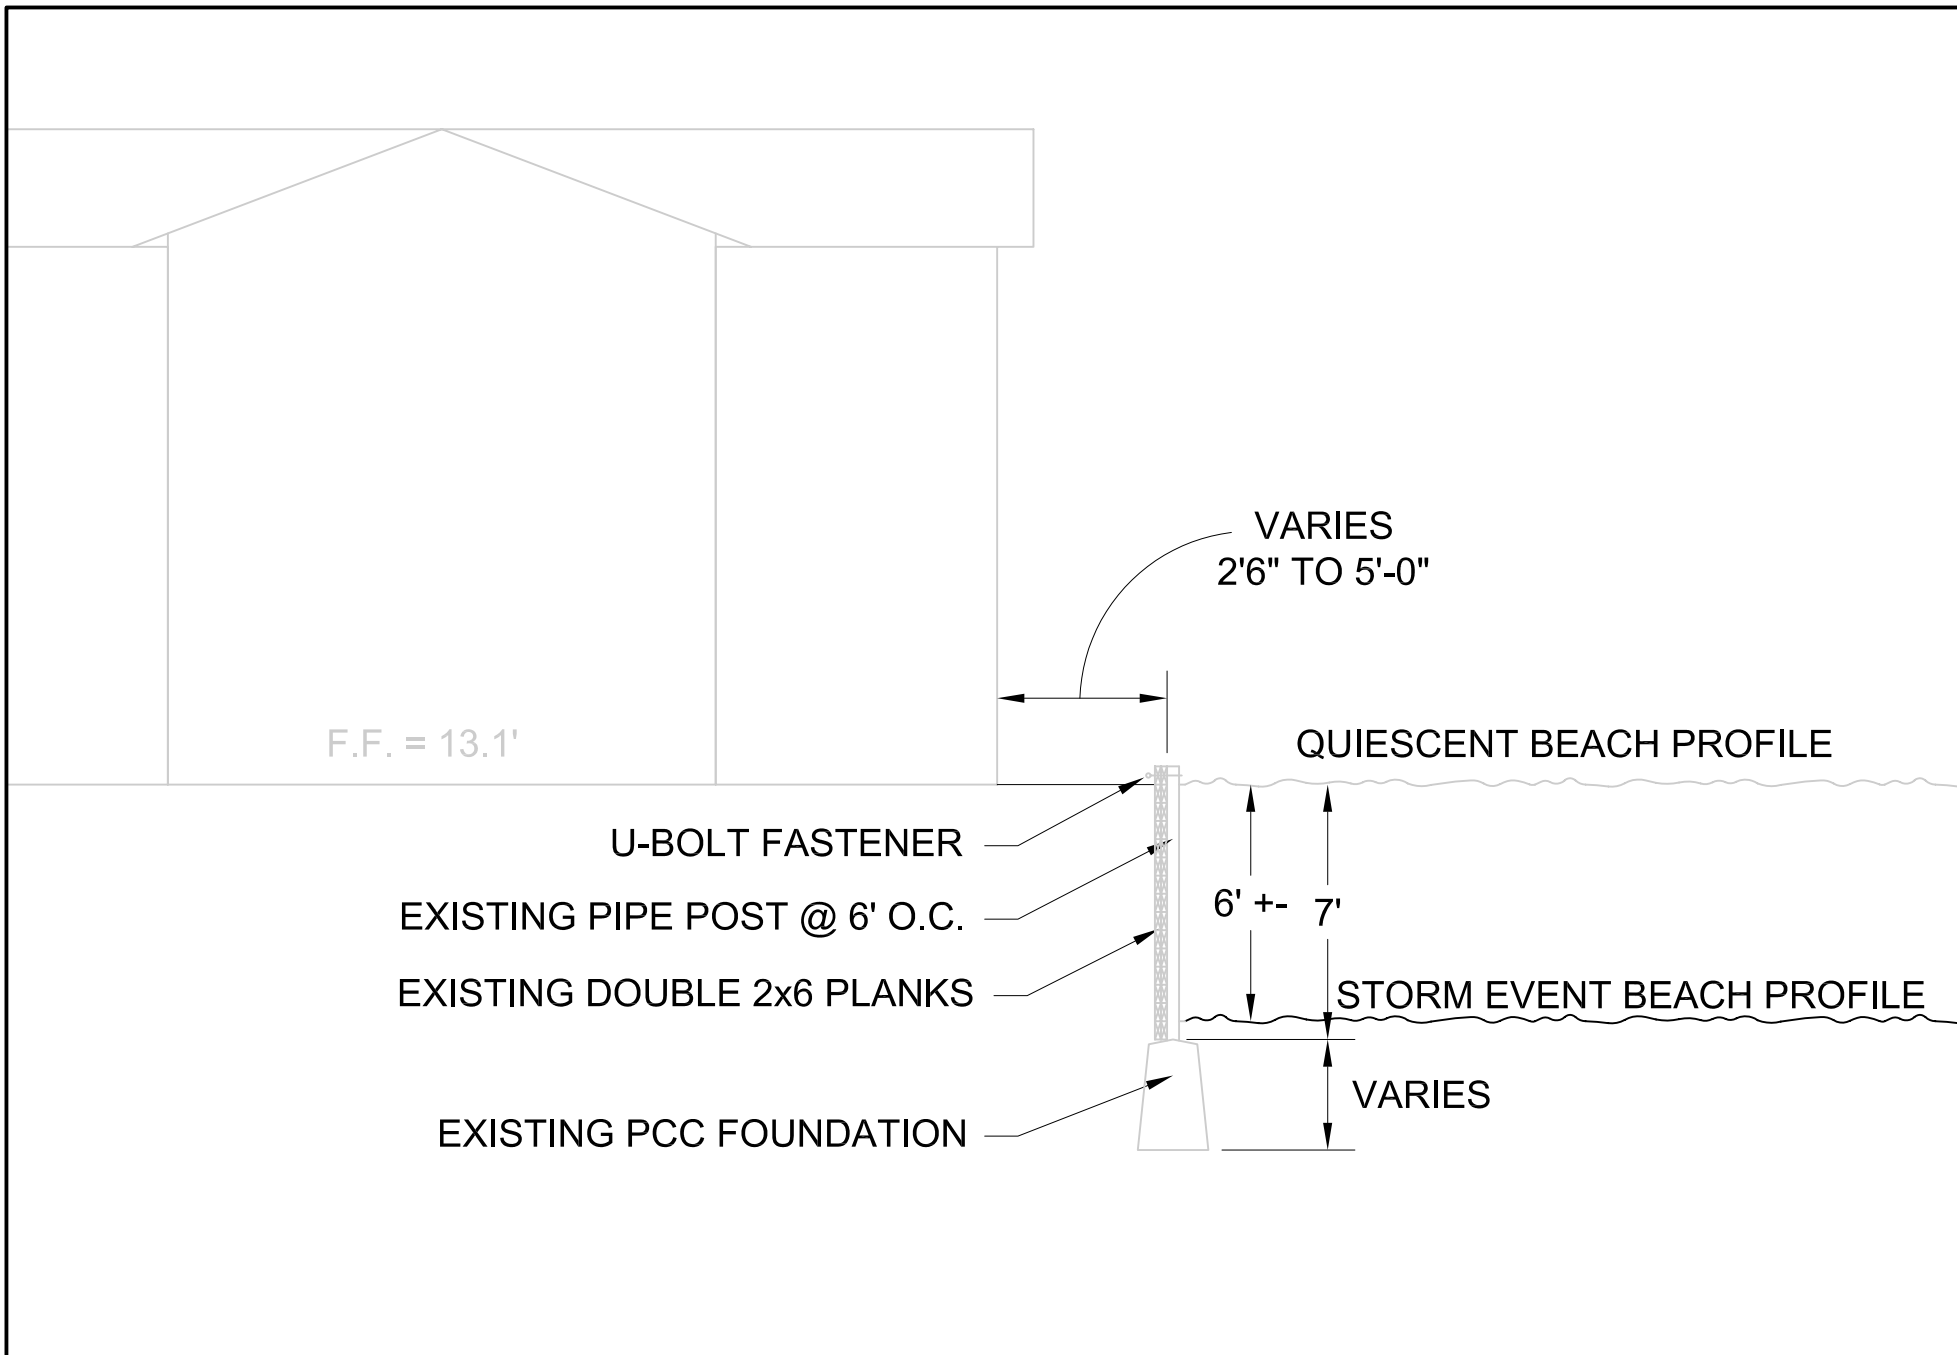 VARIES
2'6" TO 5'-0"
F.F. = 13.1'
QUIESCENT BEACH PROFILE
U-BOLT FASTENER
EXISTING PIPE POST @ 6' O.C.
6' +-
7'
EXISTING DOUBLE 2x6 PLANKS
STORM EVENT BEACH PROFILE
VARIES
EXISTING PCC FOUNDATION